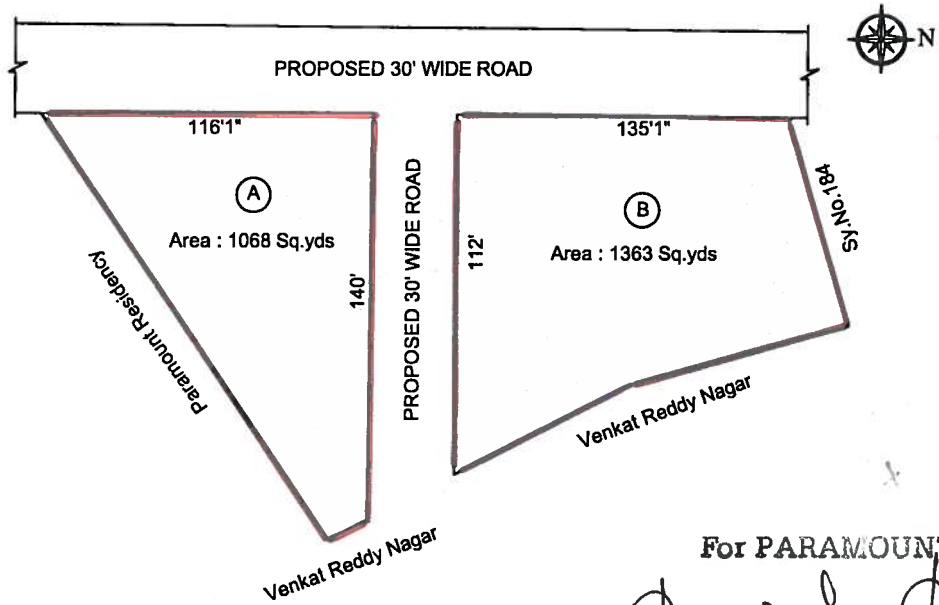 N
PROPOSED 30' WIDE ROAD
116'1"
135'1"
A
Area : 1068 Sq.yds
B
Area : 1363 Sq.yds
Sy.No.184
Paramount Residency
140'
PROPOSED 30' WIDE ROAD
112'
Venkat Reddy Nagar
Venkat Reddy Nagar
For PARAMOUNT